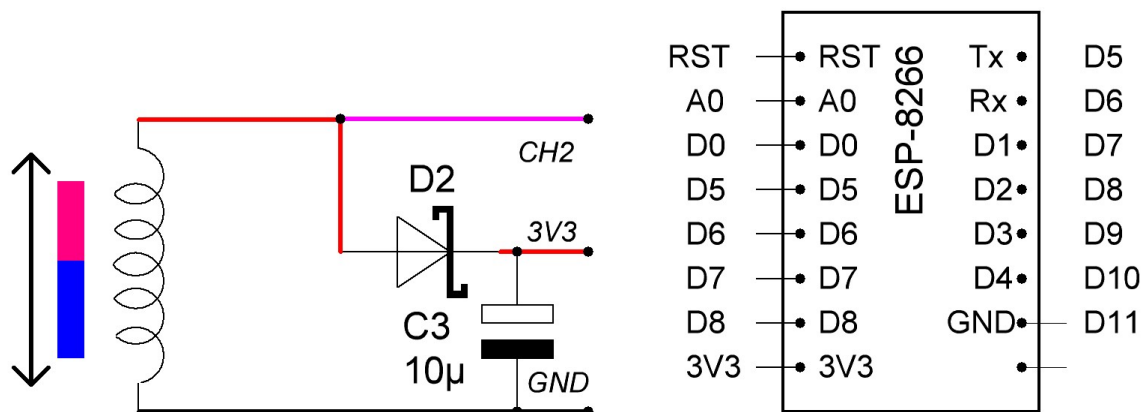 CH2
D2
3V3
C3
10µ
GND
ESP-8266
RST RST Tx D5
A0 A0 Rx D6
D0 D0 D1 D7
D5 D5 D2 D8
D6 D6 D3 D9
D7 D7 D4 D10
D8 D8 GND D11
3V3 3V3